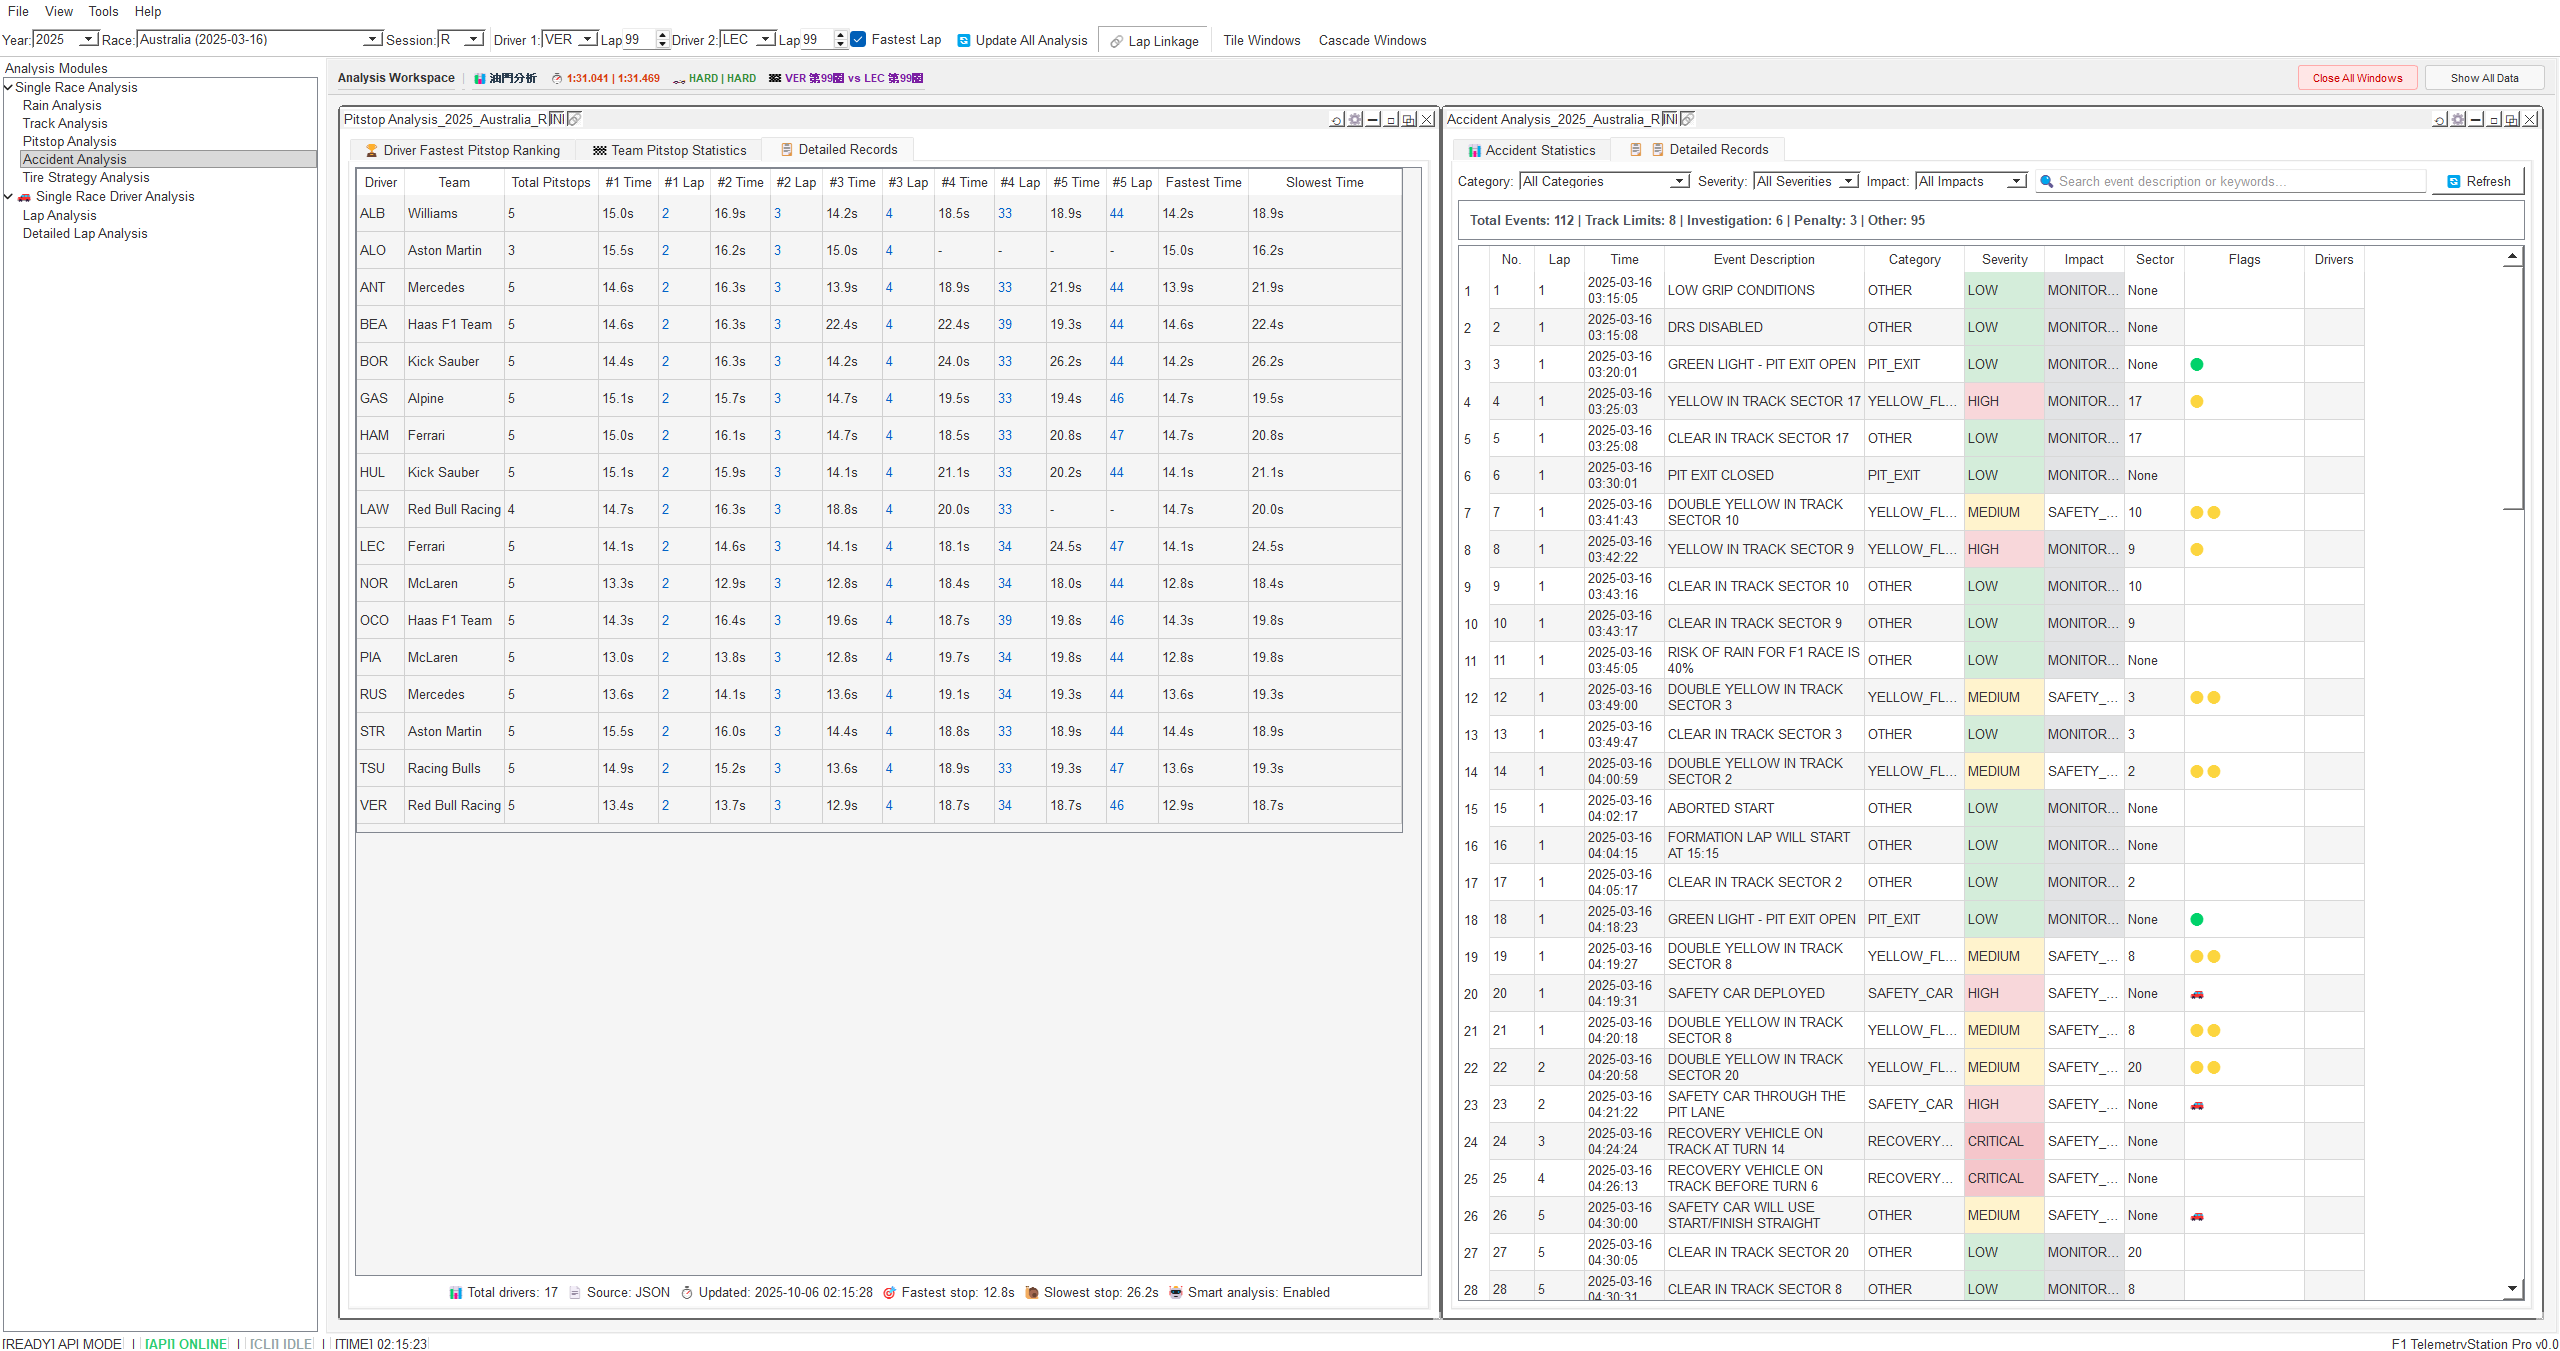 File View Tools Help
Year: 2025 Race: Australia (2025-03-16) Session: R Driver 1: VER Lap 99 Driver 2: LEC Lap 99 Fastest Lap Update All Analysis Lap Linkage Tile Windows Cascade Windows
Analysis Modules
Single Race Analysis
Rain Analysis
Track Analysis
Pitstop Analysis
Accident Analysis
Tire Strategy Analysis
Single Race Driver Analysis
Lap Analysis
Detailed Lap Analysis
Analysis Workspace 油門分析 1:31.041 | 1:31.469 HARD | HARD VER 第99圈 vs LEC 第99圈 Close All Windows Show All Data
Pitstop Analysis_2025_Australia_R INI
Driver Fastest Pitstop Ranking Team Pitstop Statistics Detailed Records
Driver Team Total Pitstops #1 Time #1 Lap #2 Time #2 Lap #3 Time #3 Lap #4 Time #4 Lap #5 Time #5 Lap Fastest Time Slowest Time
ALB Williams 5 15.0s 2 16.9s 3 14.2s 4 18.5s 33 18.9s 44 14.2s 18.9s
ALO Aston Martin 3 15.5s 2 16.2s 3 15.0s 4 - - - - 15.0s 16.2s
ANT Mercedes 5 14.6s 2 16.3s 3 13.9s 4 18.9s 33 21.9s 44 13.9s 21.9s
BEA Haas F1 Team 5 14.6s 2 16.3s 3 22.4s 4 22.4s 39 19.3s 44 14.6s 22.4s
BOR Kick Sauber 5 14.4s 2 16.3s 3 14.2s 4 24.0s 33 26.2s 44 14.2s 26.2s
GAS Alpine 5 15.1s 2 15.7s 3 14.7s 4 19.5s 33 19.4s 46 14.7s 19.5s
HAM Ferrari 5 15.0s 2 16.1s 3 14.7s 4 18.5s 33 20.8s 47 14.7s 20.8s
HUL Kick Sauber 5 15.1s 2 15.9s 3 14.1s 4 21.1s 33 20.2s 44 14.1s 21.1s
LAW Red Bull Racing 4 14.7s 2 16.3s 3 18.8s 4 20.0s 33 - - 14.7s 20.0s
LEC Ferrari 5 14.1s 2 14.6s 3 14.1s 4 18.1s 34 24.5s 47 14.1s 24.5s
NOR McLaren 5 13.3s 2 12.9s 3 12.8s 4 18.4s 34 18.0s 44 12.8s 18.4s
OCO Haas F1 Team 5 14.3s 2 16.4s 3 19.6s 4 18.7s 39 19.8s 46 14.3s 19.8s
PIA McLaren 5 13.0s 2 13.8s 3 12.8s 4 19.7s 34 19.8s 44 12.8s 19.8s
RUS Mercedes 5 13.6s 2 14.1s 3 13.6s 4 19.1s 34 19.3s 44 13.6s 19.3s
STR Aston Martin 5 15.5s 2 16.0s 3 14.4s 4 18.8s 33 18.9s 44 14.4s 18.9s
TSU Racing Bulls 5 14.9s 2 15.2s 3 13.6s 4 18.9s 33 19.3s 47 13.6s 19.3s
VER Red Bull Racing 5 13.4s 2 13.7s 3 12.9s 4 18.7s 34 18.7s 46 12.9s 18.7s
Total drivers: 17 Source: JSON Updated: 2025-10-06 02:15:28 Fastest stop: 12.8s Slowest stop: 26.2s Smart analysis: Enabled
Accident Analysis_2025_Australia_R INI
Accident Statistics Detailed Records
Category: All Categories Severity: All Severities Impact: All Impacts Search event description or keywords... Refresh
Total Events: 112 | Track Limits: 8 | Investigation: 6 | Penalty: 3 | Other: 95
No. Lap Time Event Description Category Severity Impact Sector Flags Drivers
1 1 1 2025-03-16 03:15:05 LOW GRIP CONDITIONS OTHER LOW MONITOR... None
2 2 1 2025-03-16 03:15:08 DRS DISABLED OTHER LOW MONITOR... None
3 3 1 2025-03-16 03:20:01 GREEN LIGHT - PIT EXIT OPEN PIT_EXIT LOW MONITOR... None
4 4 1 2025-03-16 03:25:03 YELLOW IN TRACK SECTOR 17 YELLOW_FL... HIGH MONITOR... 17
5 5 1 2025-03-16 03:25:08 CLEAR IN TRACK SECTOR 17 OTHER LOW MONITOR... 17
6 6 1 2025-03-16 03:30:01 PIT EXIT CLOSED PIT_EXIT LOW MONITOR... None
7 7 1 2025-03-16 03:41:43 DOUBLE YELLOW IN TRACK SECTOR 10 YELLOW_FL... MEDIUM SAFETY_... 10
8 8 1 2025-03-16 03:42:22 YELLOW IN TRACK SECTOR 9 YELLOW_FL... HIGH MONITOR... 9
9 9 1 2025-03-16 03:43:16 CLEAR IN TRACK SECTOR 10 OTHER LOW MONITOR... 10
10 10 1 2025-03-16 03:43:17 CLEAR IN TRACK SECTOR 9 OTHER LOW MONITOR... 9
11 11 1 2025-03-16 03:45:05 RISK OF RAIN FOR F1 RACE IS 40% OTHER LOW MONITOR... None
12 12 1 2025-03-16 03:49:00 DOUBLE YELLOW IN TRACK SECTOR 3 YELLOW_FL... MEDIUM SAFETY_... 3
13 13 1 2025-03-16 03:49:47 CLEAR IN TRACK SECTOR 3 OTHER LOW MONITOR... 3
14 14 1 2025-03-16 04:00:59 DOUBLE YELLOW IN TRACK SECTOR 2 YELLOW_FL... MEDIUM SAFETY_... 2
15 15 1 2025-03-16 04:02:17 ABORTED START OTHER LOW MONITOR... None
16 16 1 2025-03-16 04:04:15 FORMATION LAP WILL START AT 15:15 OTHER LOW MONITOR... None
17 17 1 2025-03-16 04:05:17 CLEAR IN TRACK SECTOR 2 OTHER LOW MONITOR... 2
18 18 1 2025-03-16 04:18:23 GREEN LIGHT - PIT EXIT OPEN PIT_EXIT LOW MONITOR... None
19 19 1 2025-03-16 04:19:27 DOUBLE YELLOW IN TRACK SECTOR 8 YELLOW_FL... MEDIUM SAFETY_... 8
20 20 1 2025-03-16 04:19:31 SAFETY CAR DEPLOYED SAFETY_CAR HIGH SAFETY_... None
21 21 1 2025-03-16 04:20:18 DOUBLE YELLOW IN TRACK SECTOR 8 YELLOW_FL... MEDIUM SAFETY_... 8
22 22 2 2025-03-16 04:20:58 DOUBLE YELLOW IN TRACK SECTOR 20 YELLOW_FL... MEDIUM SAFETY_... 20
23 23 2 2025-03-16 04:21:22 SAFETY CAR THROUGH THE PIT LANE SAFETY_CAR HIGH SAFETY_... None
24 24 3 2025-03-16 04:24:24 RECOVERY VEHICLE ON TRACK AT TURN 14 RECOVERY... CRITICAL SAFETY_... None
25 25 4 2025-03-16 04:26:13 RECOVERY VEHICLE ON TRACK BEFORE TURN 6 RECOVERY... CRITICAL SAFETY_... None
26 26 5 2025-03-16 04:30:00 SAFETY CAR WILL USE START/FINISH STRAIGHT OTHER MEDIUM SAFETY_... None
27 27 5 2025-03-16 04:30:05 CLEAR IN TRACK SECTOR 20 OTHER LOW MONITOR... 20
28 28 5 2025-03-16 04:30:31 CLEAR IN TRACK SECTOR 8 OTHER LOW MONITOR... 8
[READY] API MODE | [API] ONLINE | [CLI] IDLE | [TIME] 02:15:23 F1 TelemetryStation Pro v0.0